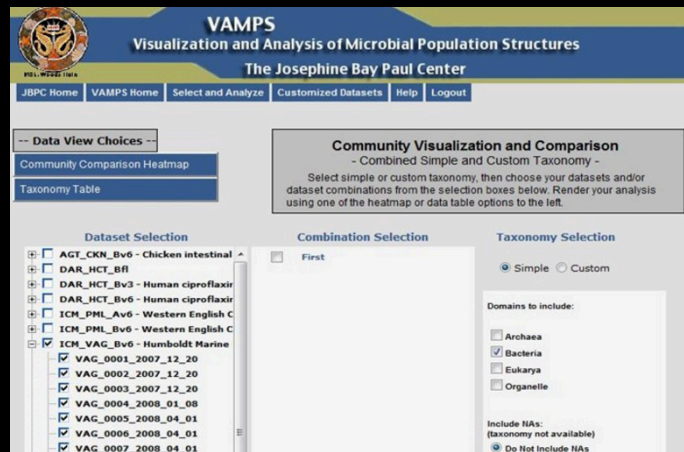 VAMPS
Visualization and Analysis of Microbial Population Structures
The Josephine Bay Paul Center
JBPC Home VAMPS Home Select and Analyze Customized Datasets Help Logout
-- Data View Choices --
Community Comparison Heatmap
Taxonomy Table
Community Visualization and Comparison
- Combined Simple and Custom Taxonomy -
Select simple or custom taxonomy, then choose your datasets and/or
dataset combinations from the selection boxes below. Render your analysis
using one of the heatmap or data table options to the left.
Dataset Selection
AGT_CKN_Bv6 - Chicken intestinal
DAR_HCT_Bfl
DAR_HCT_Bv3 - Human ciproflaxir
DAR_HCT_Bv6 - Human ciproflaxir
ICM_PML_Av6 - Western English C
ICM_PML_Bv6 - Western English C
ICM_VAG_Bv6 - Humboldt Marine
VAG_0001_2007_12_20
VAG_0002_2007_12_20
VAG_0003_2007_12_20
VAG_0004_2008_01_08
VAG_0005_2008_04_01
VAG_0006_2008_04_01
VAG_0007_2008_04_01
Combination Selection
First
Taxonomy Selection
Simple Custom
Domains to include:
Archaea
Bacteria
Eukarya
Organelle
Include NAs:
(taxonomy not available)
Do Not Include NAs